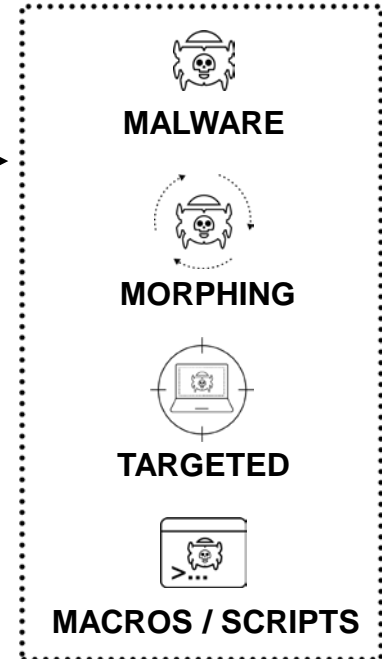 MALWARE
MORPHING
TARGETED
>...
MACROS / SCRIPTS